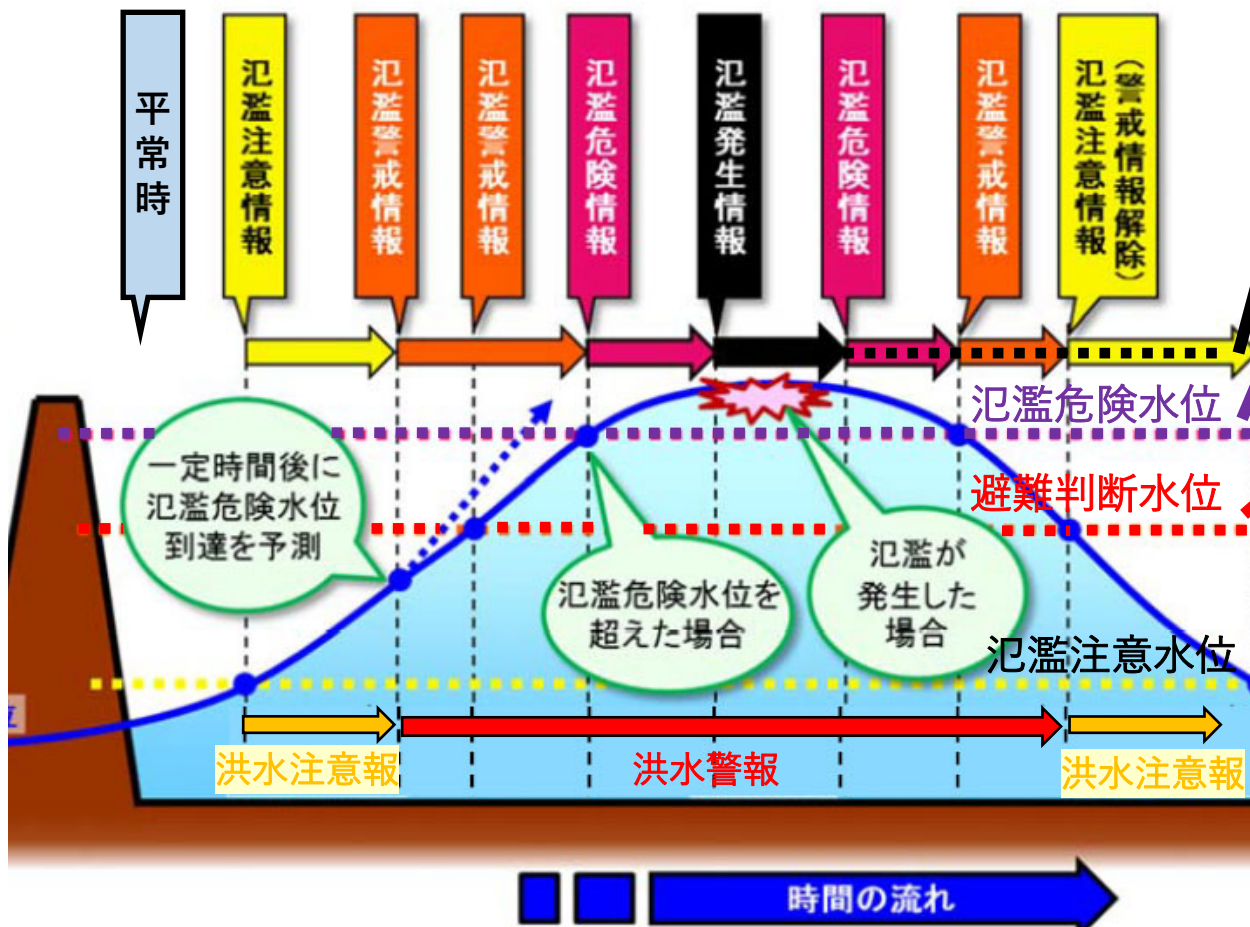 平常時
氾濫注意情報
氾濫警戒情報
氾濫警戒情報
氾濫危険情報
氾濫発生情報
氾濫危険情報
氾濫警戒情報
(警戒情報解除)
氾濫注意情報
氾濫危険水位
一定時間後に
氾濫危険水位
到達を予測
避難判断水位
氾濫危険水位を
超えた場合
氾濫が
発生した
場合
氾濫注意水位
洪水注意報
洪水警報
洪水注意報
時間の流れ